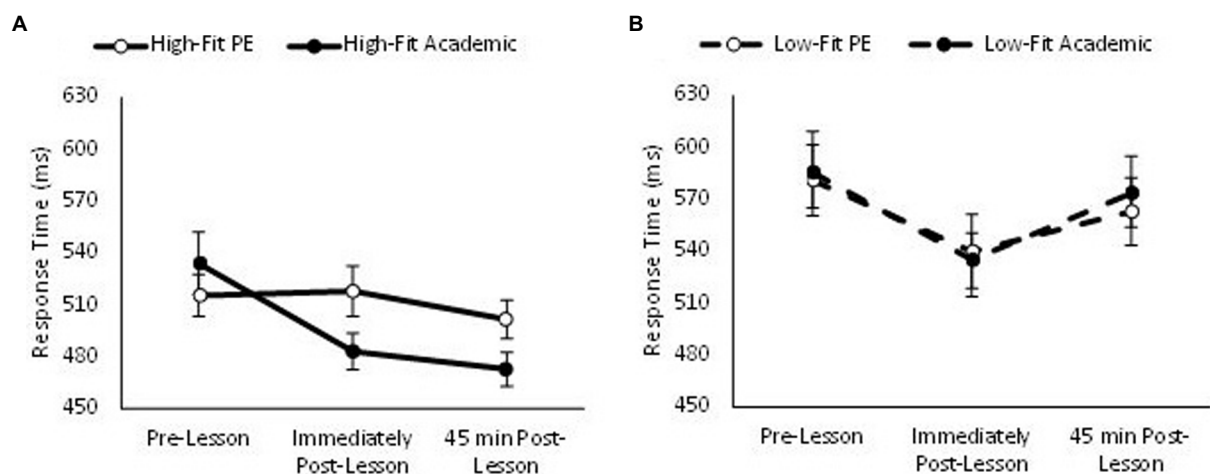 A
High-Fit PE High-Fit Academic
Response Time (ms)
630
600
570
540
510
480
450
Pre-Lesson Immediately 45 min Post-
Post-Lesson Lesson
B
Low-Fit PE Low-Fit Academic
Response Time (ms)
630
600
570
540
510
480
450
Pre-Lesson Immediately 45 min Post-
Post-Lesson Lesson